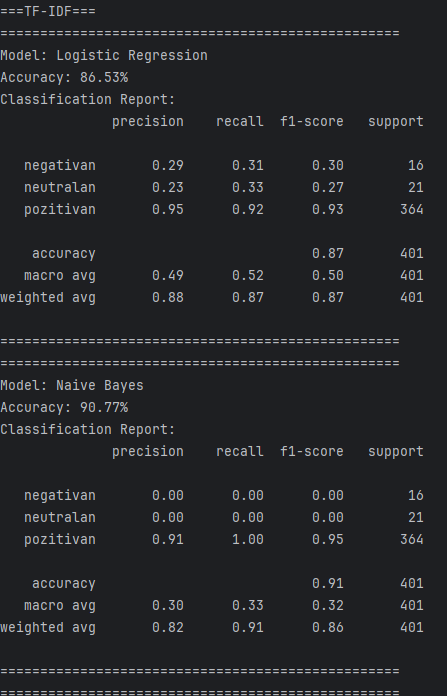 ===TF-IDF===
==================================================
Model: Logistic Regression
Accuracy: 86.53%
Classification Report:
              precision    recall  f1-score   support

   negativan       0.29      0.31      0.30        16
   neutralan       0.23      0.33      0.27        21
   pozitivan       0.95      0.92      0.93       364

    accuracy                           0.87       401
   macro avg       0.49      0.52      0.50       401
weighted avg       0.88      0.87      0.87       401

==================================================
==================================================
Model: Naive Bayes
Accuracy: 90.77%
Classification Report:
              precision    recall  f1-score   support

   negativan       0.00      0.00      0.00        16
   neutralan       0.00      0.00      0.00        21
   pozitivan       0.91      1.00      0.95       364

    accuracy                           0.91       401
   macro avg       0.30      0.33      0.32       401
weighted avg       0.82      0.91      0.86       401

==================================================
==================================================